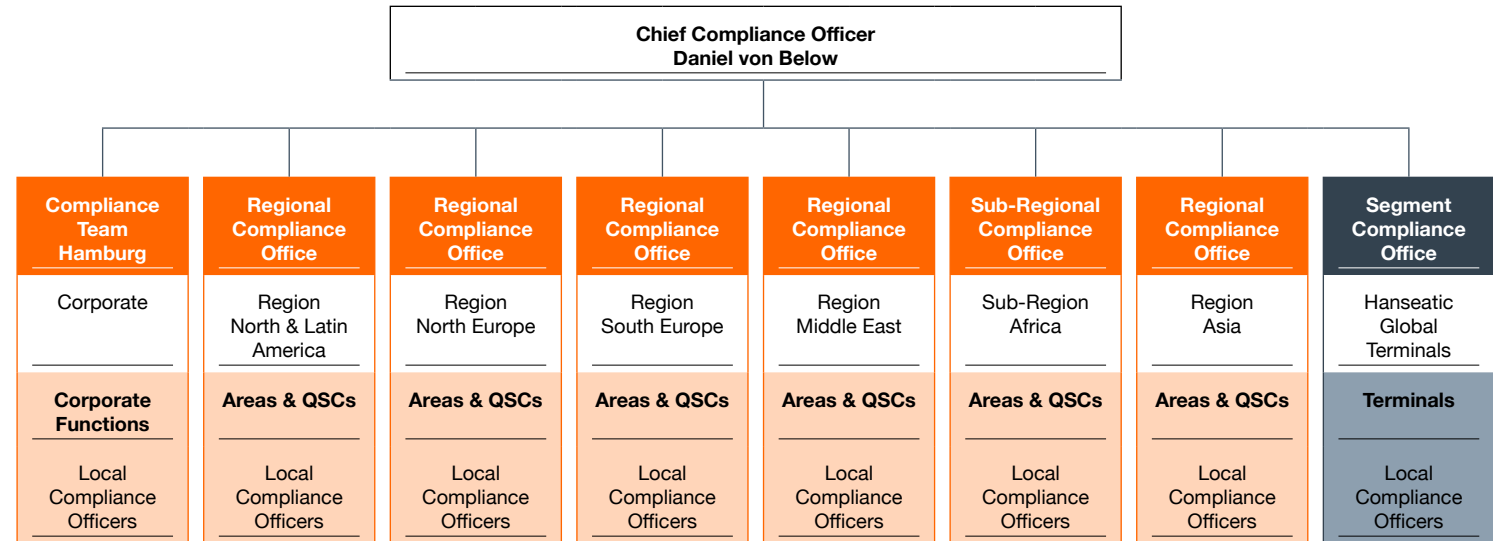 Chief Compliance Officer
Daniel von Below
Compliance
Team
Hamburg
Corporate
Corporate
Functions
Local
Compliance
Officers
Regional
Compliance
Office
Region
North & Latin
America
Areas & QSCs
Local
Compliance
Officers
Regional
Compliance
Office
Region
North Europe
Areas & QSCs
Local
Compliance
Officers
Regional
Compliance
Office
Region
South Europe
Areas & QSCs
Local
Compliance
Officers
Regional
Compliance
Office
Region
Middle East
Areas & QSCs
Local
Compliance
Officers
Sub-Regional
Compliance
Office
Sub-Region
Africa
Areas & QSCs
Local
Compliance
Officers
Regional
Compliance
Office
Region
Asia
Areas & QSCs
Local
Compliance
Officers
Segment
Compliance
Office
Hanseatic
Global
Terminals
Terminals
Local
Compliance
Officers